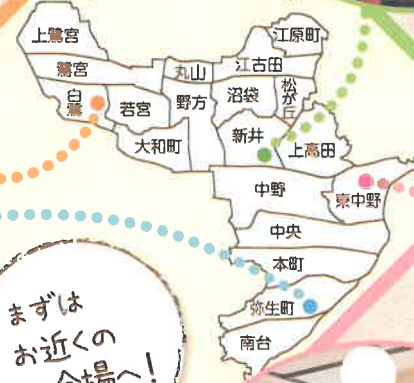 上鷺宮
江原町
鷺宮
丸山
江古田
白鷺
若宮
野方
沼袋
松が丘
大和町
新井
上高田
中野
東中野
中央
本町
弥生町
南台
まずは
お近くの
会場へ!